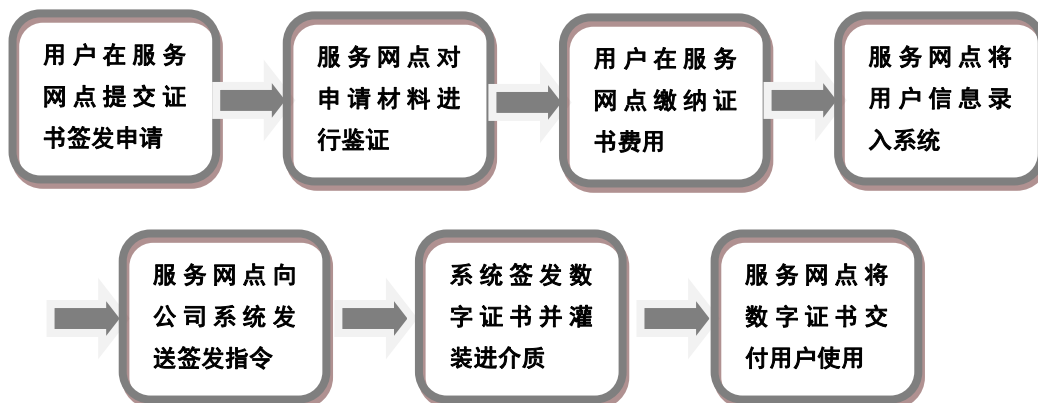 用户在服务
网点提交证
书签发申请
服务网点对
申请材料进
行鉴证
用户在服务
网点缴纳证
书费用
服务网点将
用户信息录
入系统
服务网点向
公司系统发
送签发指令
系统签发数
字证书并灌
装进介质
服务网点将
数字证书交
付用户使用